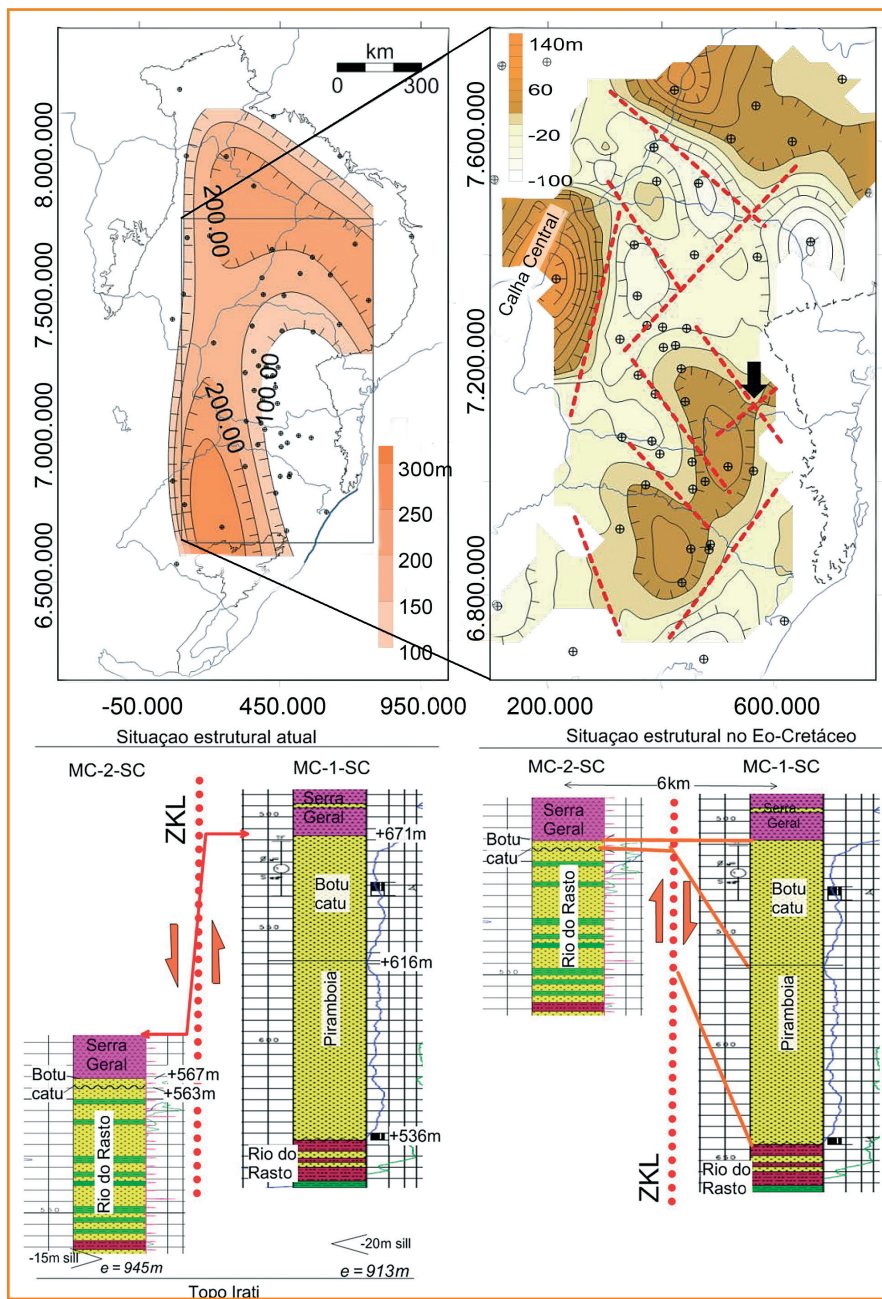 km
0 300
8.000.000
7.500.000
7.000.000
6.500.000
200.00
200.00
100.00
300m
250
200
150
100
-50.000 450.000 950.000
140m
60
-20
-100
Calha Central
7.600.000
7.200.000
6.800.000
200.000 600.000
Situaçao estrutural atual
MC-2-SC
MC-1-SC
ZKL
Serra
Geral
+671m
Botu
catu
+616m
Piramboia
+536m
Rio do
Rasto
Serra
Geral
Botu
catu
+567m
+563m
Rio do Rasto
-15m sill
e = 945m
-20m sill
e = 913m
Topo Irati
Situaçao estrutural no Eo-Cretáceo
MC-2-SC
6km
MC-1-SC
Serra
Geral
Botu
catu
Rio do Rasto
ZKL
Serra
Geral
Botu
catu
Piramboia
Rio do
Rasto